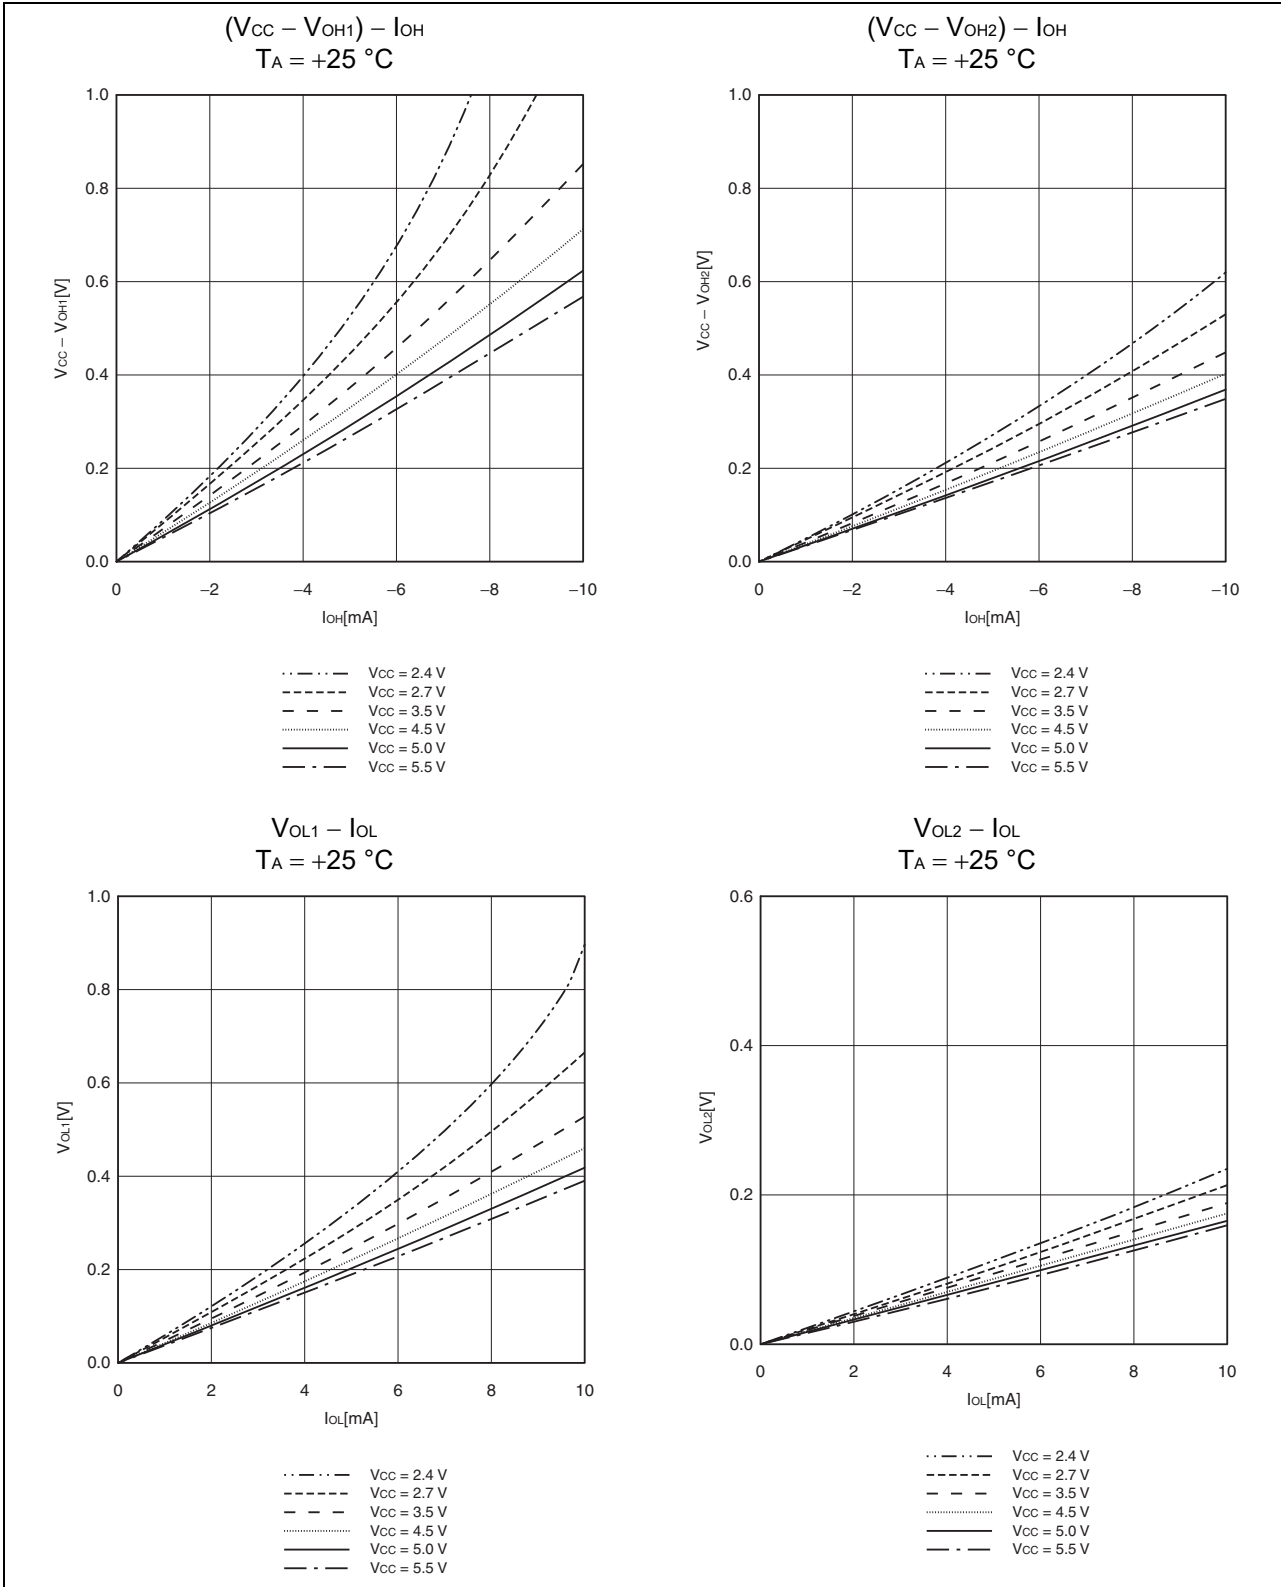 (VCC – VOH1) – IOH
TA = +25 °C
1.0
0.8
0.6
0.4
0.2
0.0
VCC – VOH1[V]
0 –2 –4 –6 –8 –10
IOH[mA]
VCC = 2.4 V
VCC = 2.7 V
VCC = 3.5 V
VCC = 4.5 V
VCC = 5.0 V
VCC = 5.5 V
(VCC – VOH2) – IOH
TA = +25 °C
1.0
0.8
0.6
0.4
0.2
0.0
VCC – VOH2[V]
0 –2 –4 –6 –8 –10
IOH[mA]
VCC = 2.4 V
VCC = 2.7 V
VCC = 3.5 V
VCC = 4.5 V
VCC = 5.0 V
VCC = 5.5 V
VOL1 – IOL
TA = +25 °C
1.0
0.8
0.6
0.4
0.2
0.0
VOL1[V]
0 2 4 6 8 10
IOL[mA]
VCC = 2.4 V
VCC = 2.7 V
VCC = 3.5 V
VCC = 4.5 V
VCC = 5.0 V
VCC = 5.5 V
VOL2 – IOL
TA = +25 °C
0.6
0.4
0.2
0.0
VOL2[V]
0 2 4 6 8 10
IOL[mA]
VCC = 2.4 V
VCC = 2.7 V
VCC = 3.5 V
VCC = 4.5 V
VCC = 5.0 V
VCC = 5.5 V